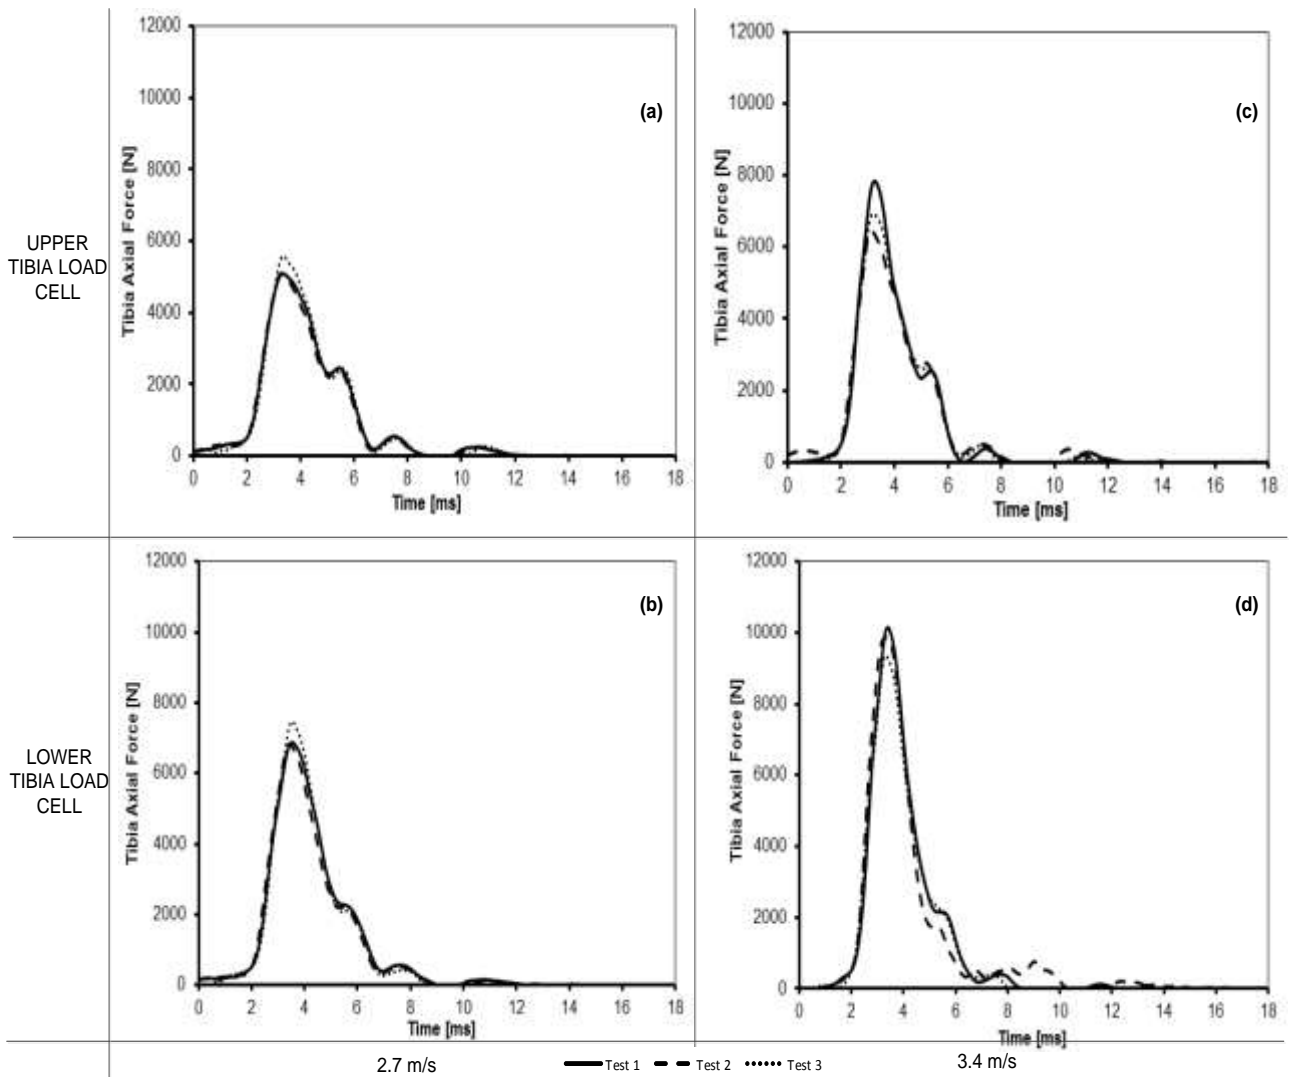 12000
10000
8000
6000
4000
2000
0
Tibia Axial Force [N]
(a)
0 2 4 6 8 10 12 14 16 18
Time [ms]
12000
10000
8000
6000
4000
2000
0
Tibia Axial Force [N]
(c)
0 2 4 6 8 10 12 14 16 18
Time [ms]
UPPER
TIBIA LOAD
CELL
12000
10000
8000
6000
4000
2000
0
Tibia Axial Force [N]
(b)
0 2 4 6 8 10 12 14 16 18
Time [ms]
12000
10000
8000
6000
4000
2000
0
Tibia Axial Force [N]
(d)
0 2 4 6 8 10 12 14 16 18
Time [ms]
LOWER
TIBIA LOAD
CELL
2.7 m/s
Test 1 Test 2 Test 3
3.4 m/s